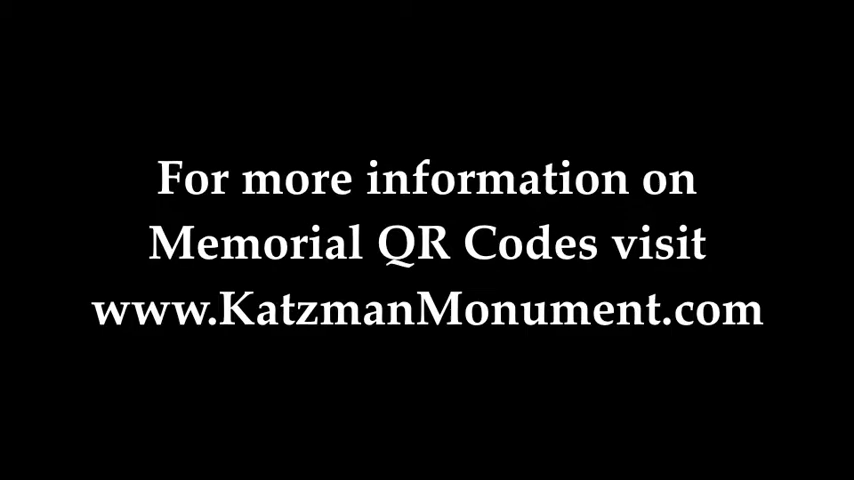 For more information on
Memorial QR Codes visit
www.KatzmanMonument.com